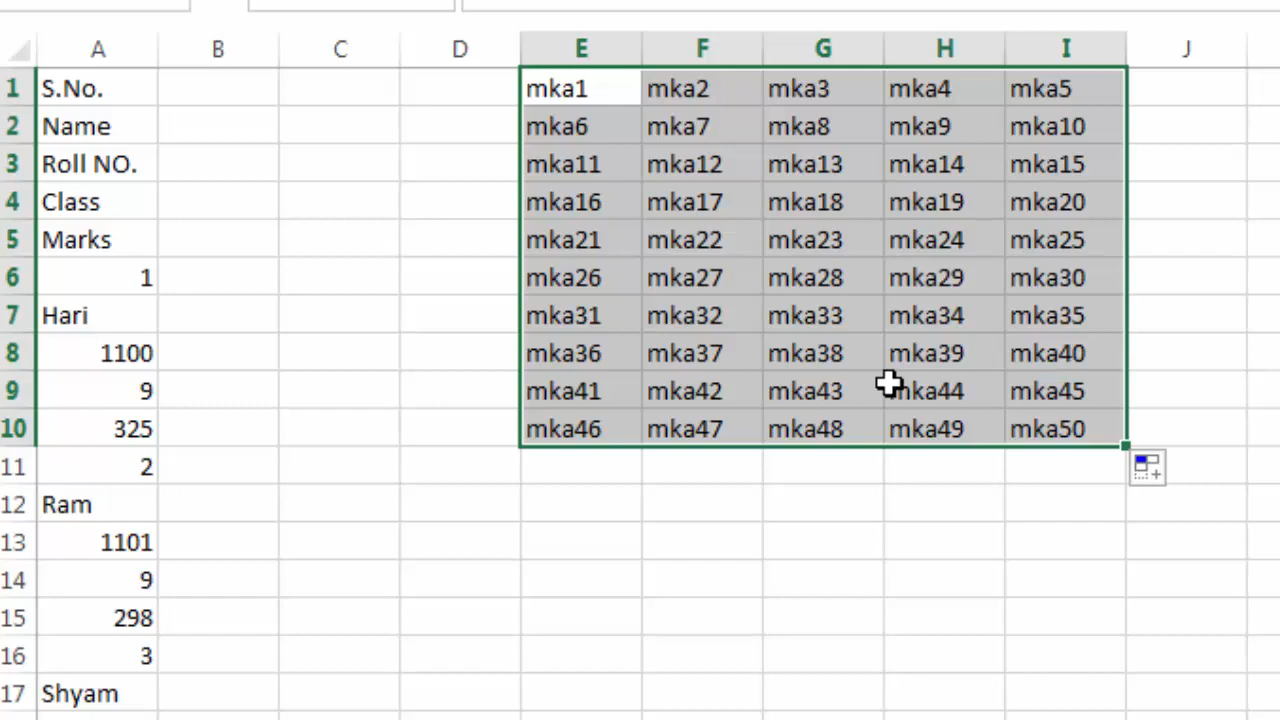 A B C D E F G H I J
1 S.No. mka1 mka2 mka3 mka4 mka5
2 Name mka6 mka7 mka8 mka9 mka10
3 Roll NO. mka11 mka12 mka13 mka14 mka15
4 Class mka16 mka17 mka18 mka19 mka20
5 Marks mka21 mka22 mka23 mka24 mka25
6 1 mka26 mka27 mka28 mka29 mka30
7 Hari mka31 mka32 mka33 mka34 mka35
8 1100 mka36 mka37 mka38 mka39 mka40
9 9 mka41 mka42 mka43 mka44 mka45
10 325 mka46 mka47 mka48 mka49 mka50
11 2
12 Ram
13 1101
14 9
15 298
16 3
17 Shyam